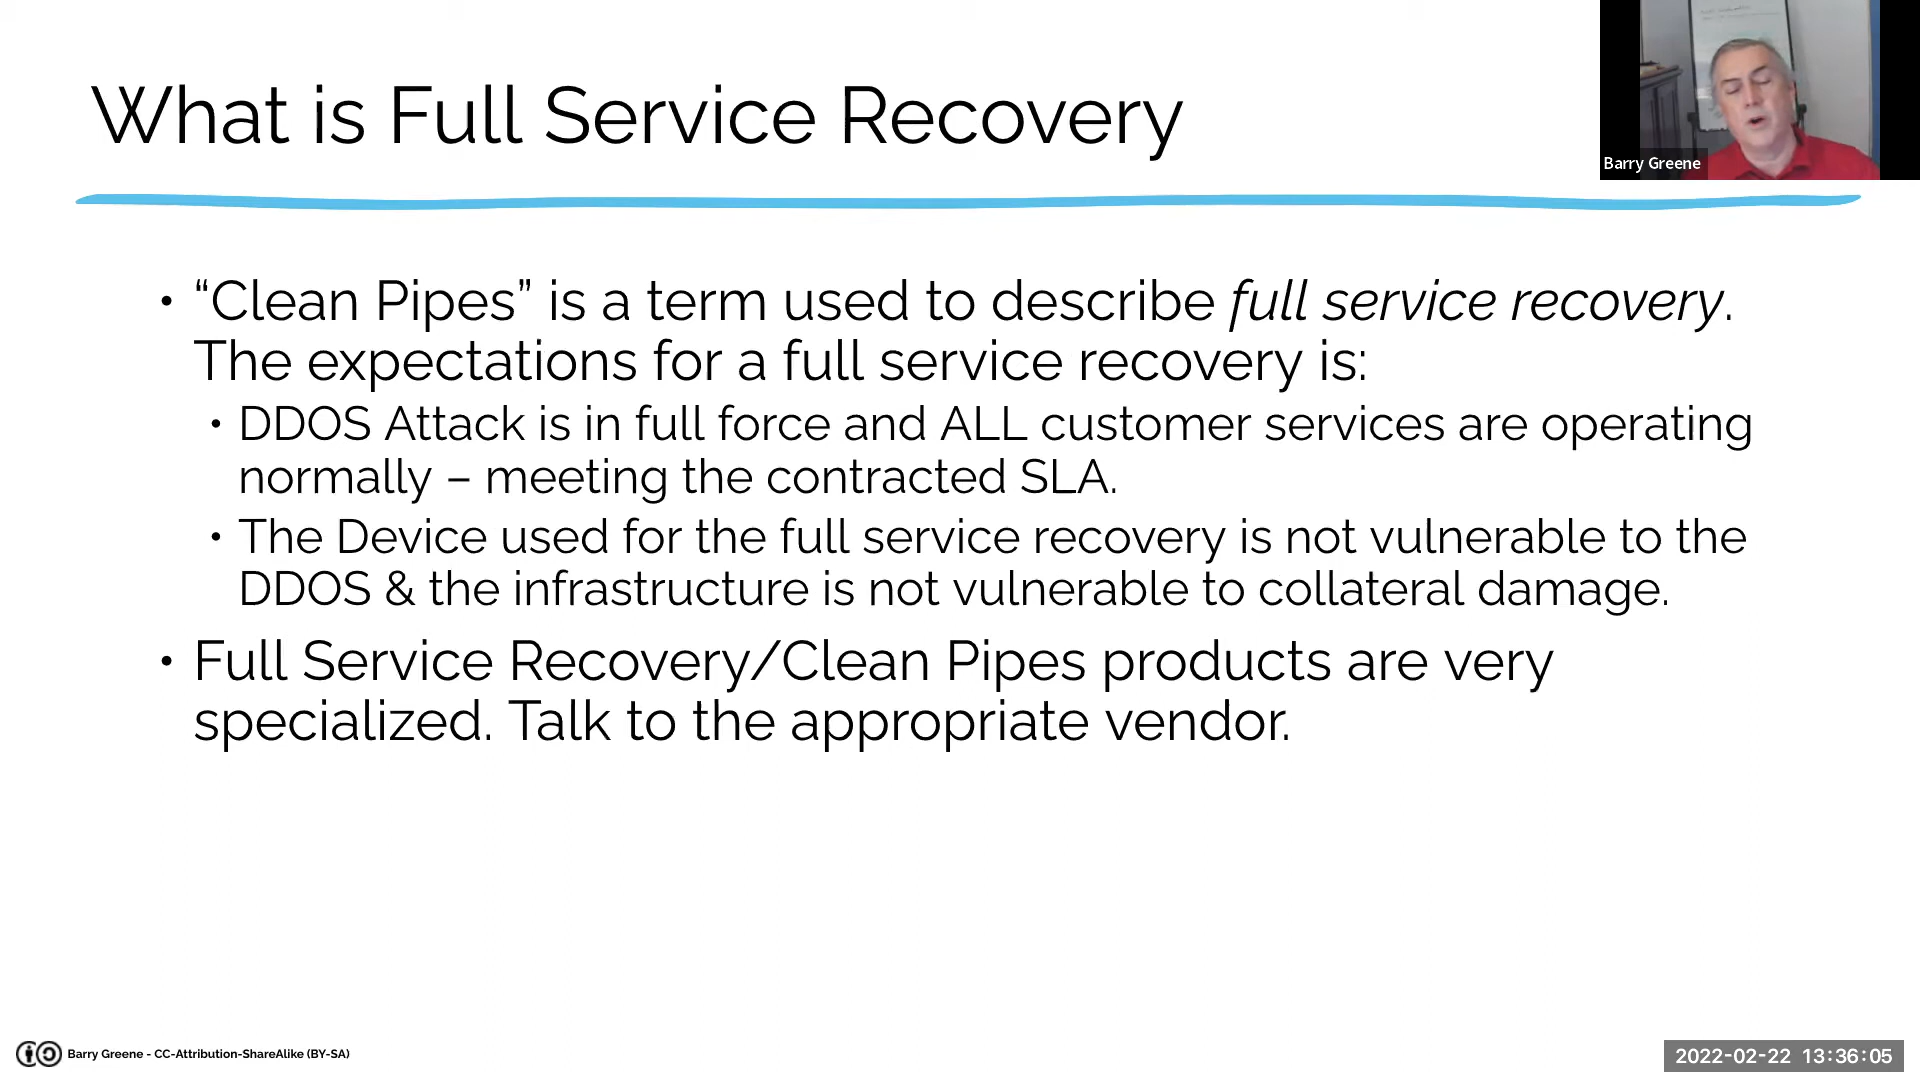 What is Full Service Recovery
Barry Greene
• “Clean Pipes” is a term used to describe full service recovery.
The expectations for a full service recovery is:
• DDOS Attack is in full force and ALL customer services are operating
normally – meeting the contracted SLA.
• The Device used for the full service recovery is not vulnerable to the
DDOS & the infrastructure is not vulnerable to collateral damage.
• Full Service Recovery/Clean Pipes products are very
specialized. Talk to the appropriate vendor.
Barry Greene - CC-Attribution-ShareAlike (BY-SA)
2022-02-22 13:36:05